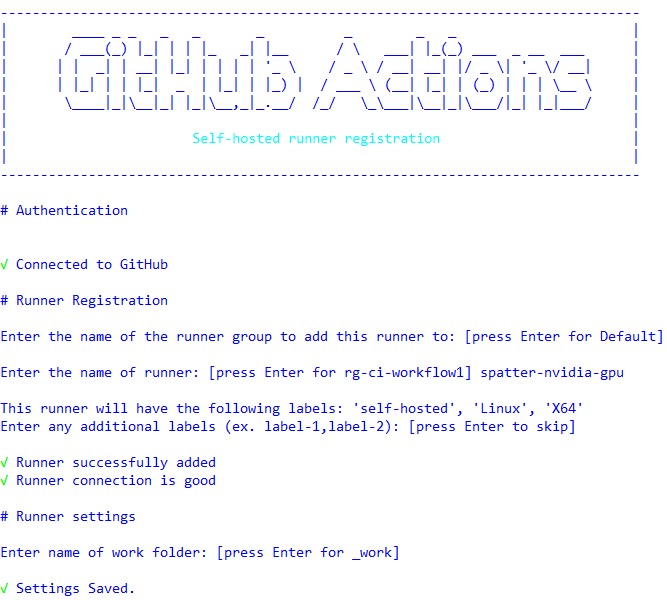 GitHub Actions
Self-hosted runner registration
# Authentication
√ Connected to GitHub
# Runner Registration
Enter the name of the runner group to add this runner to: [press Enter for Default]
Enter the name of runner: [press Enter for rg-ci-workflow1] spatter-nvidia-gpu
This runner will have the following labels: 'self-hosted', 'Linux', 'X64'
Enter any additional labels (ex. label-1,label-2): [press Enter to skip]
√ Runner successfully added
√ Runner connection is good
# Runner settings
Enter name of work folder: [press Enter for _work]
√ Settings Saved.